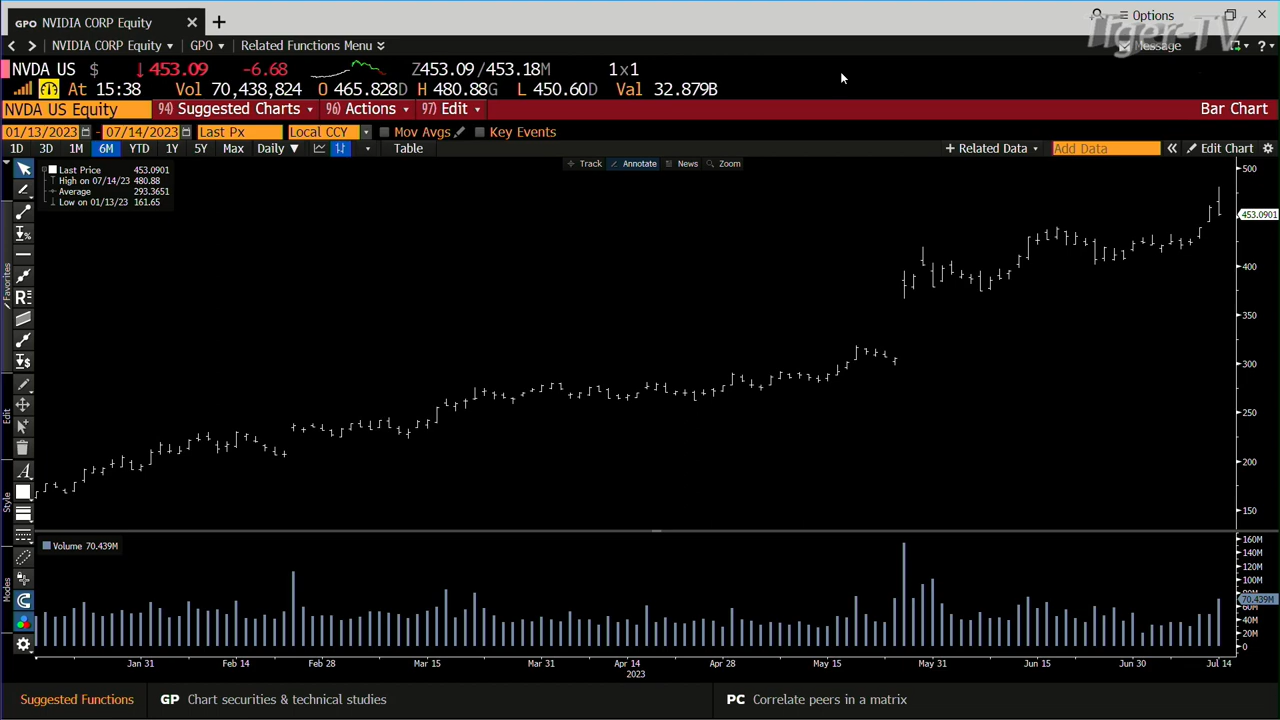 GPO NVIDIA CORP Equity
Options
NVIDIA CORP Equity GPO Related Functions Menu
Message
Tiger-TV
NVDA US $ ↓453.09 -6.68 Z453.09/453.18M 1x1
At 15:38 Vol 70,438,824 O 465.828D H 480.88G L 450.60D Val 32.879B
NVDA US Equity 94) Suggested Charts 96) Actions 97) Edit Bar Chart
01/13/2023 - 07/14/2023 Last Px Local CCY Mov Avgs Key Events
1D 3D 1M 6M YTD 1Y 5Y Max Daily ▼ Table + Related Data Add Data « Edit Chart
Track Annotate News Zoom
Last Price 453.0901
High on 07/14/23 480.88
Average 293.3651
Low on 01/13/23 161.65
500
453.0901
400
350
300
250
200
150
Favorites
Edit
Style
Modes
Volume 70.439M
160M
140M
120M
100M
70.439M
60M
40M
20M
0
Jan 31 Feb 14 Feb 28 Mar 15 Mar 31 Apr 14 Apr 28 May 15 May 31 Jun 15 Jun 30 Jul 14
2023
Suggested Functions GP Chart securities & technical studies PC Correlate peers in a matrix